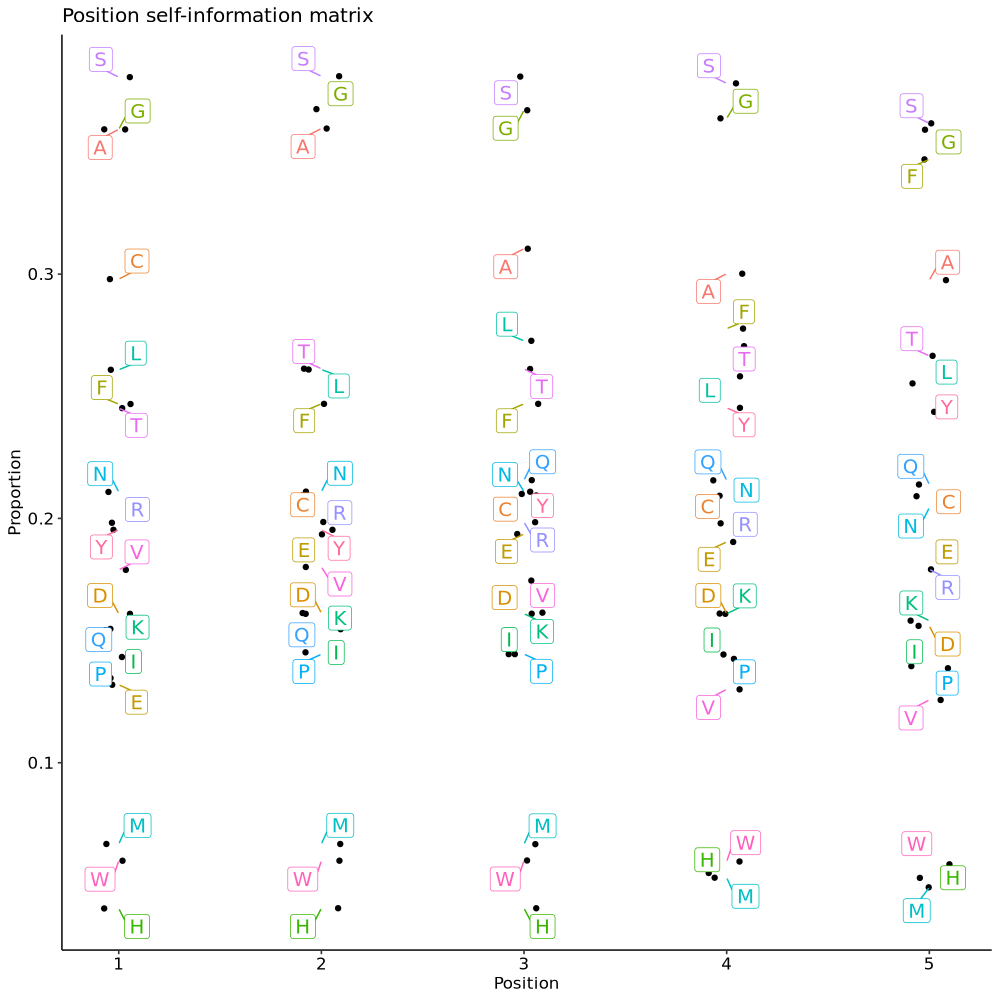 Position self-information matrix
S S S S S
G G G G G
A A F
C A A A
L T L F T
F L T T L
T F F L Y Y
N N Q N Q Q
R C R C Y N C
Y E Y E R C R N E
V V D V E R
D D K D K K
K Q I I K I D
Q I P P I P P
P E V V
M M M H W W
W W W M H
H H H M
0.3
0.2
0.1
Proportion
1 2 3 4 5
Position